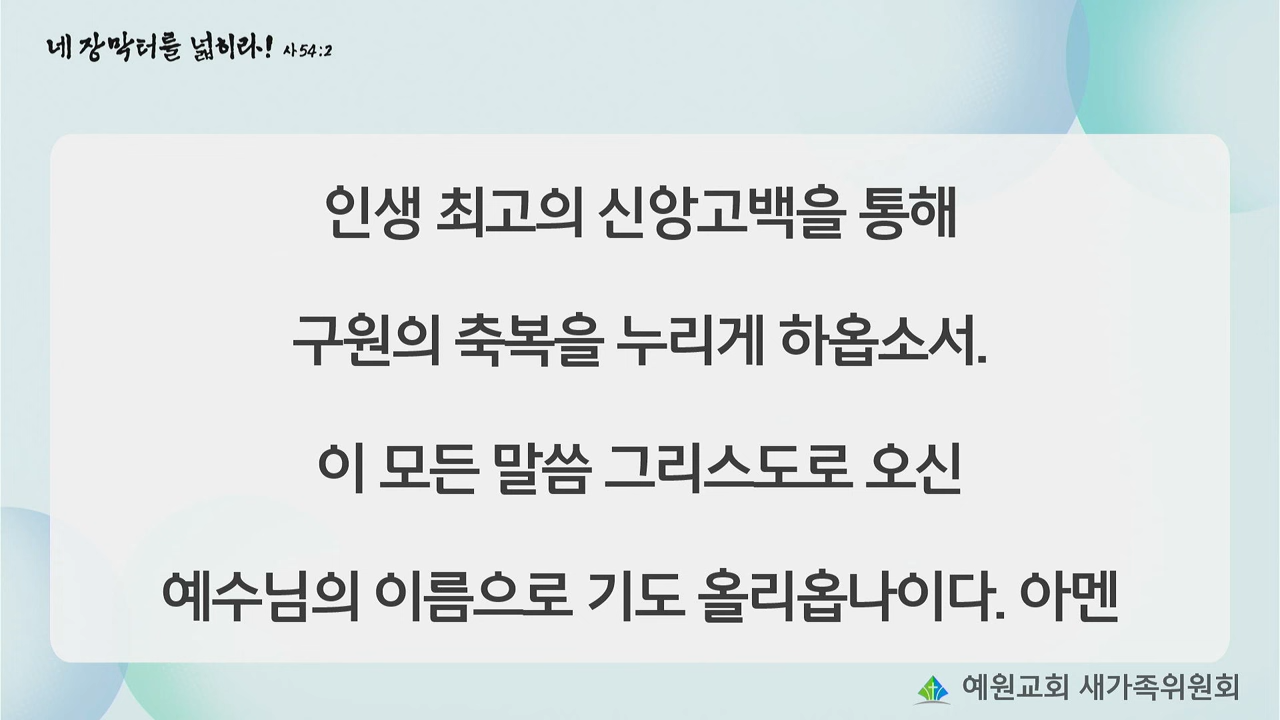 네 장막터를 넓히라! 사54:2
인생 최고의 신앙고백을 통해
구원의 축복을 누리게 하옵소서.
이 모든 말씀 그리스도로 오신
예수님의 이름으로 기도 올리옵나이다. 아멘
예원교회 새가족위원회